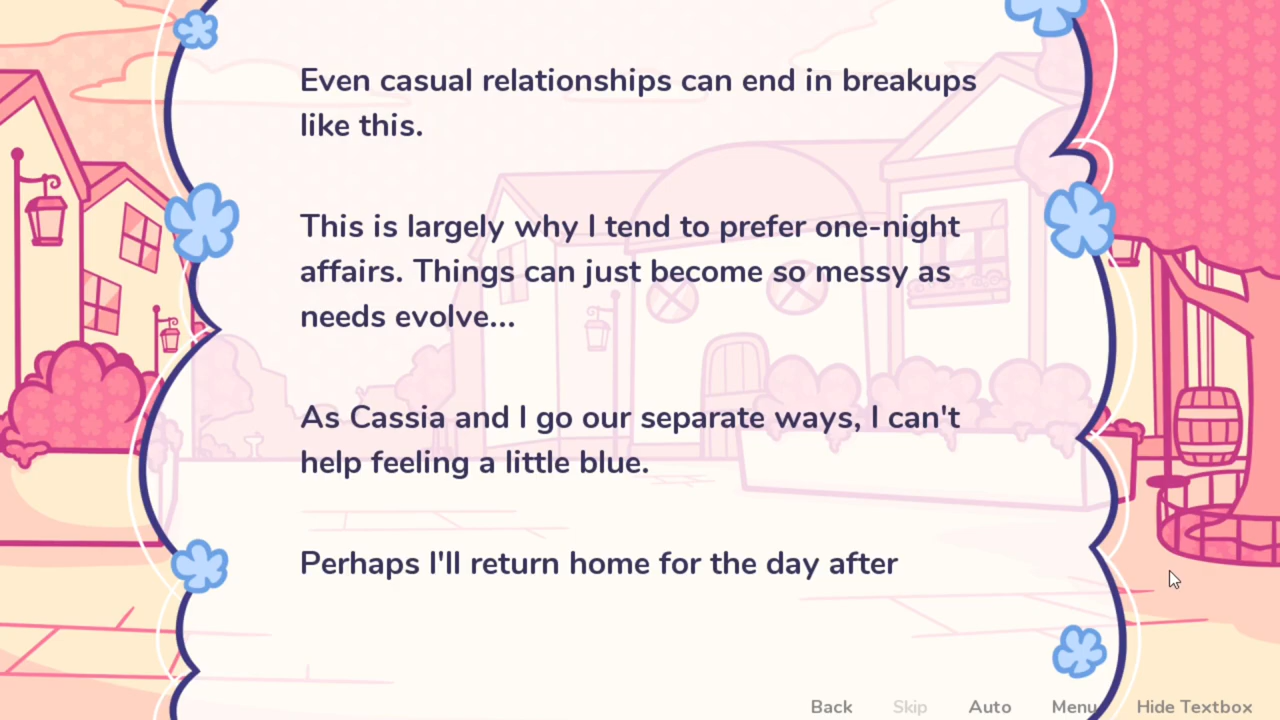 Even casual relationships can end in breakups
like this.
This is largely why I tend to prefer one-night
affairs. Things can just become so messy as
needs evolve...
As Cassia and I go our separate ways, I can't
help feeling a little blue.
Perhaps I'll return home for the day after
Back Skip Auto Menu Hide Textbox